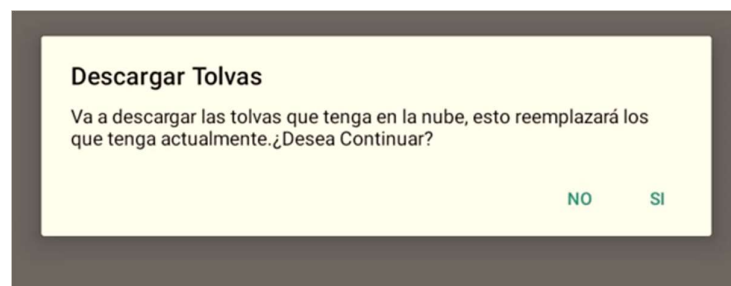 Descargar Tolvas
Va a descargar las tolvas que tenga en la nube, esto reemplazará los
que tenga actualmente.¿Desea Continuar?
NO SI